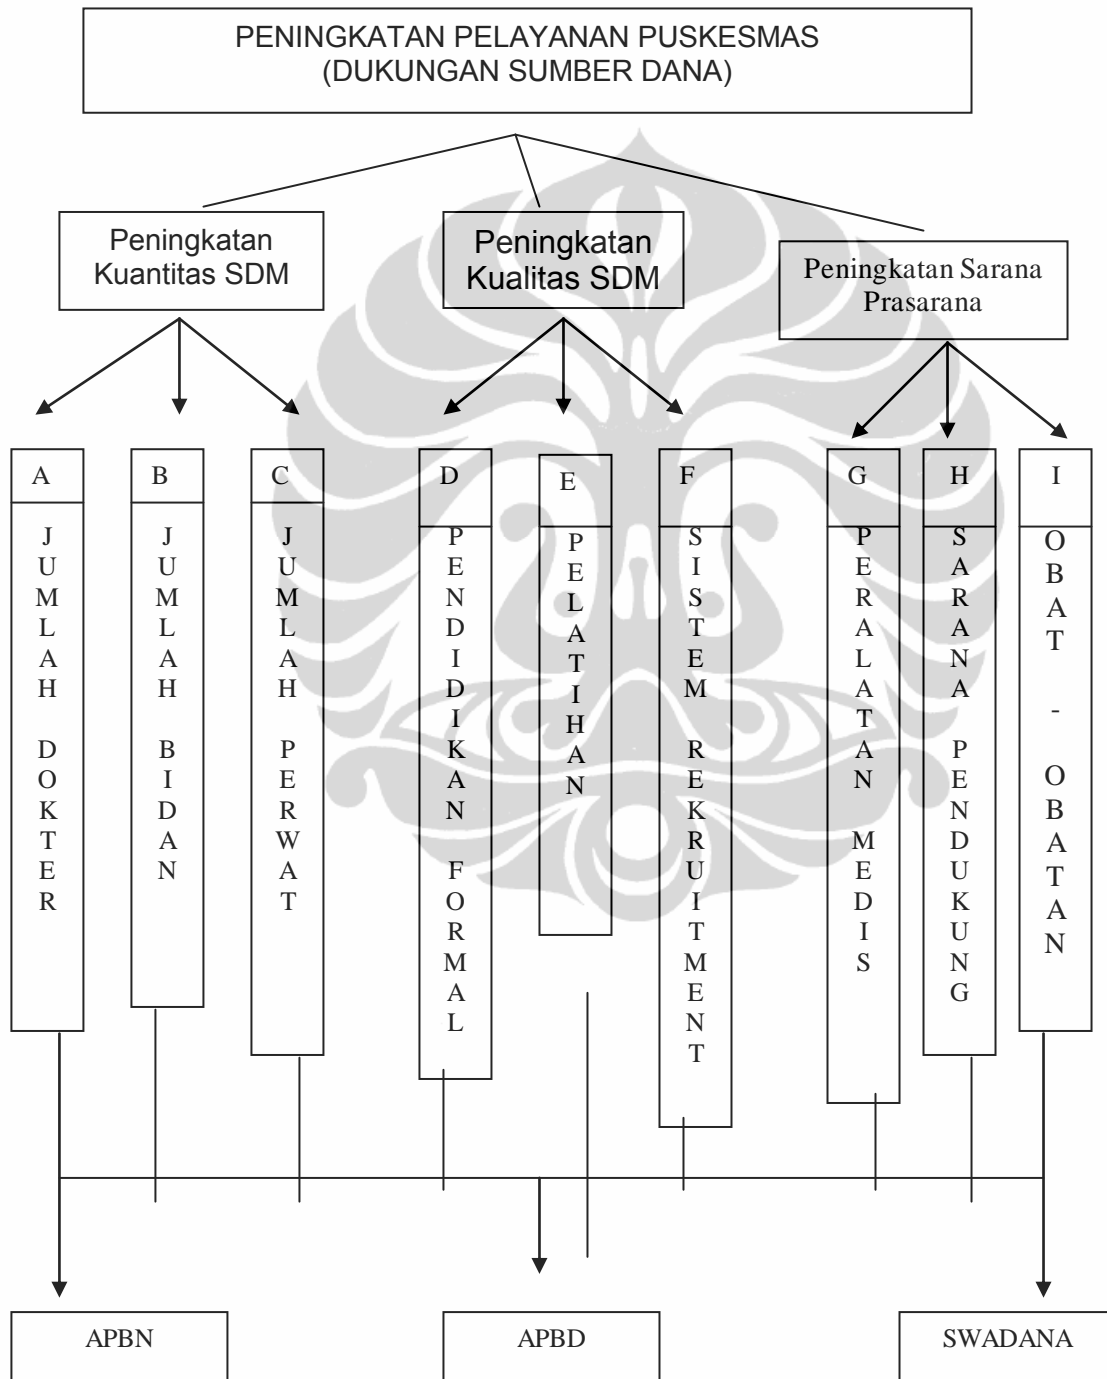 PENINGKATAN PELAYANAN PUSKESMAS
(DUKUNGAN SUMBER DANA)
Peningkatan
Kuantitas SDM
Peningkatan
Kualitas SDM
Peningkatan Sarana
Prasarana
A
JUMLAH DOKTER
B
JUMLAH BIDAN
C
JUMLAH PERWAT
D
PENDIDIKAN FORMAL
E
PELATIHAN
F
SISTEM REKRUITMENT
G
PERALATAN MEDIS
H
SARANA PENDUKUNG
I
OBAT - OBATAN
APBN
APBD
SWADANA